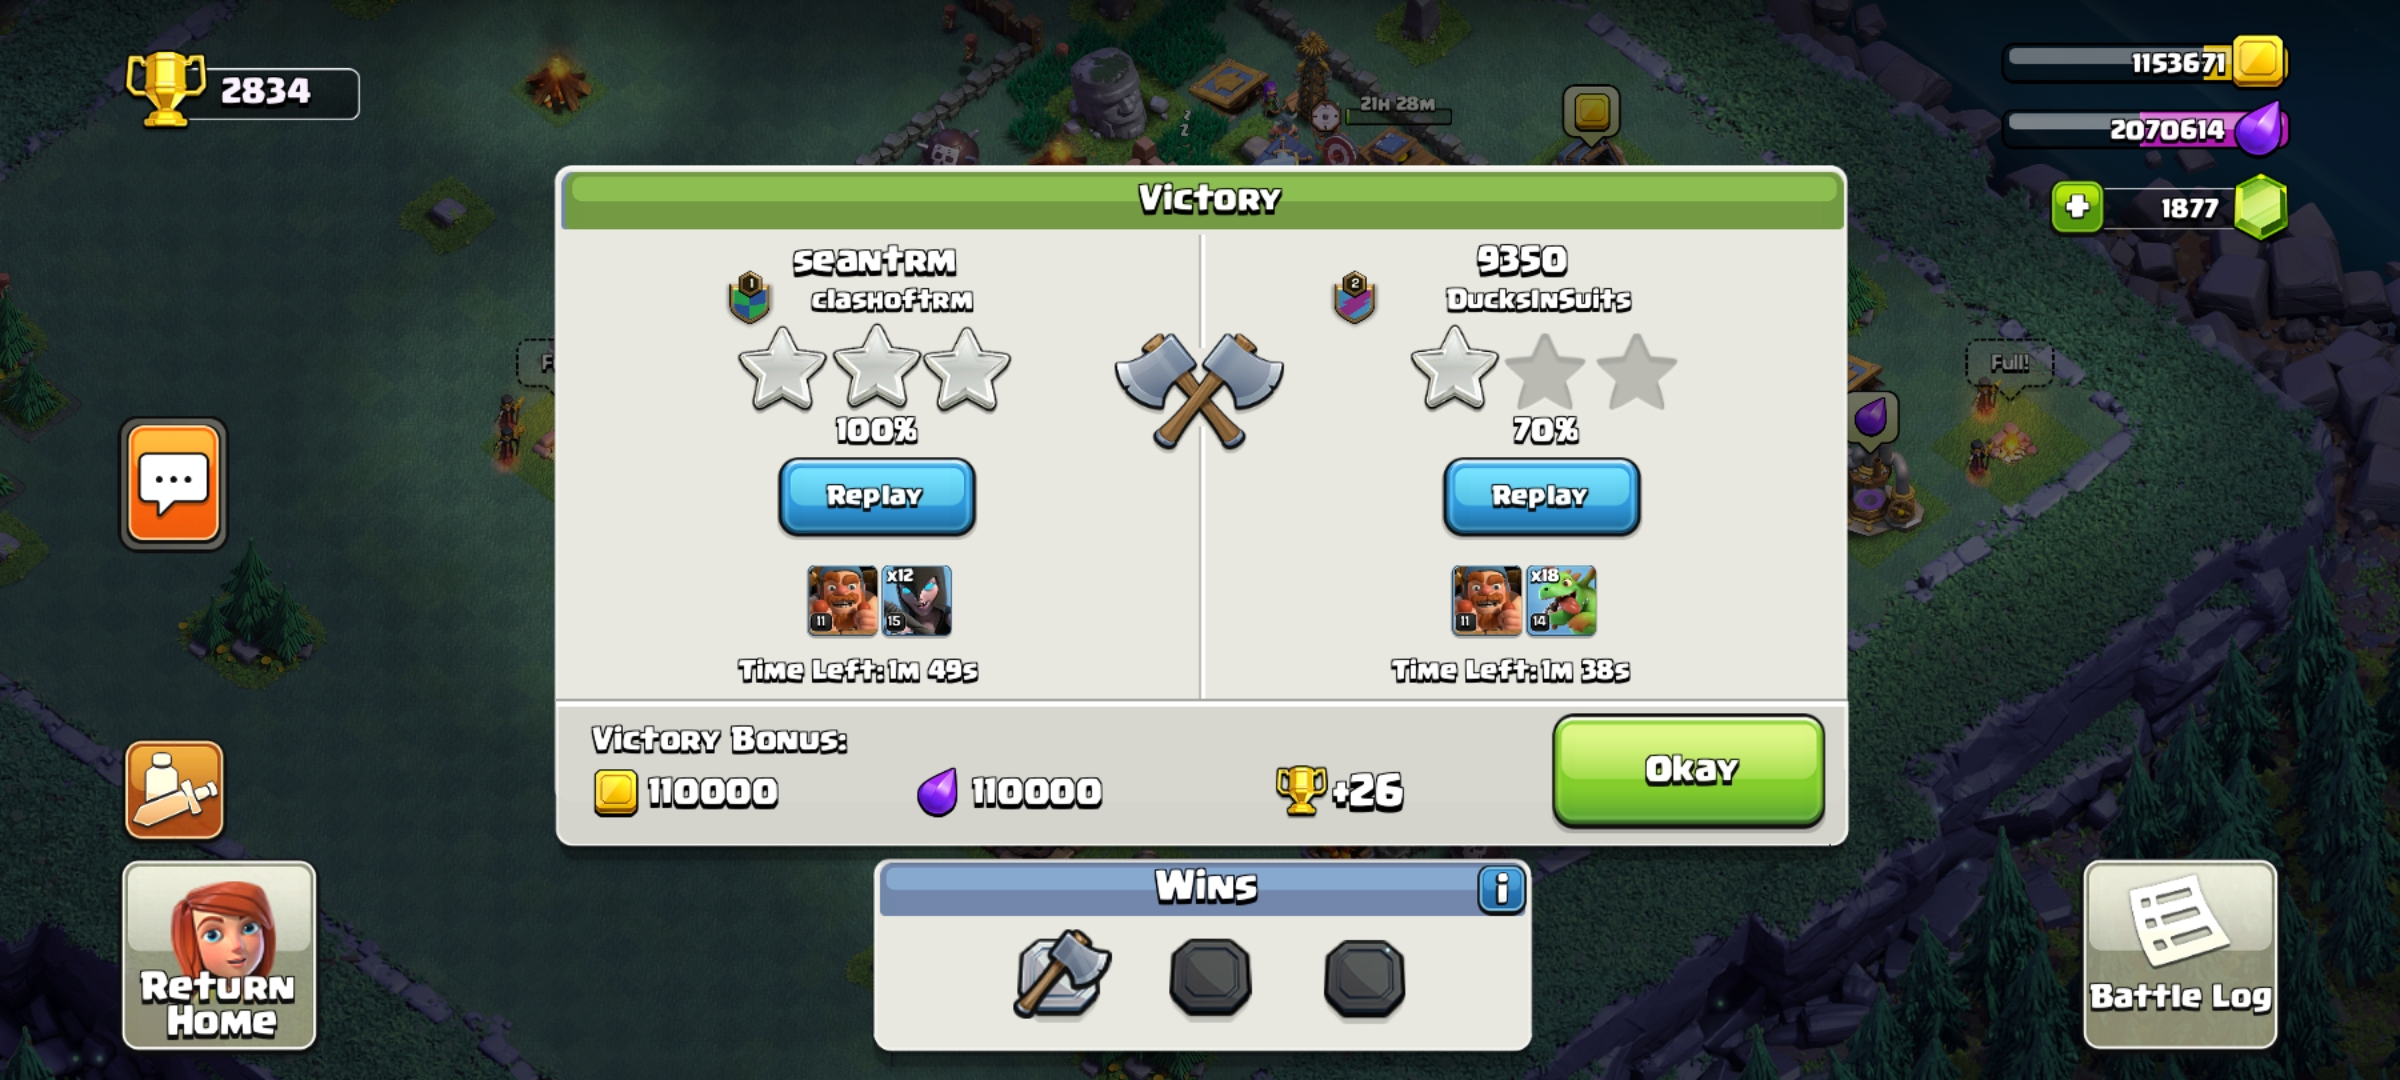 2834
21H 28M
1153671
2070614
1877
Victory
seantrm
clashoftrm
1
100%
Replay
11
x12
15
Time Left: 1M 49s
9350
DucksInSuits
2
70%
Replay
11
x18
14
Time Left: 1M 38s
Full!
Victory Bonus:
110000
110000
+26
Okay
Wins
i
Return
Home
Battle Log